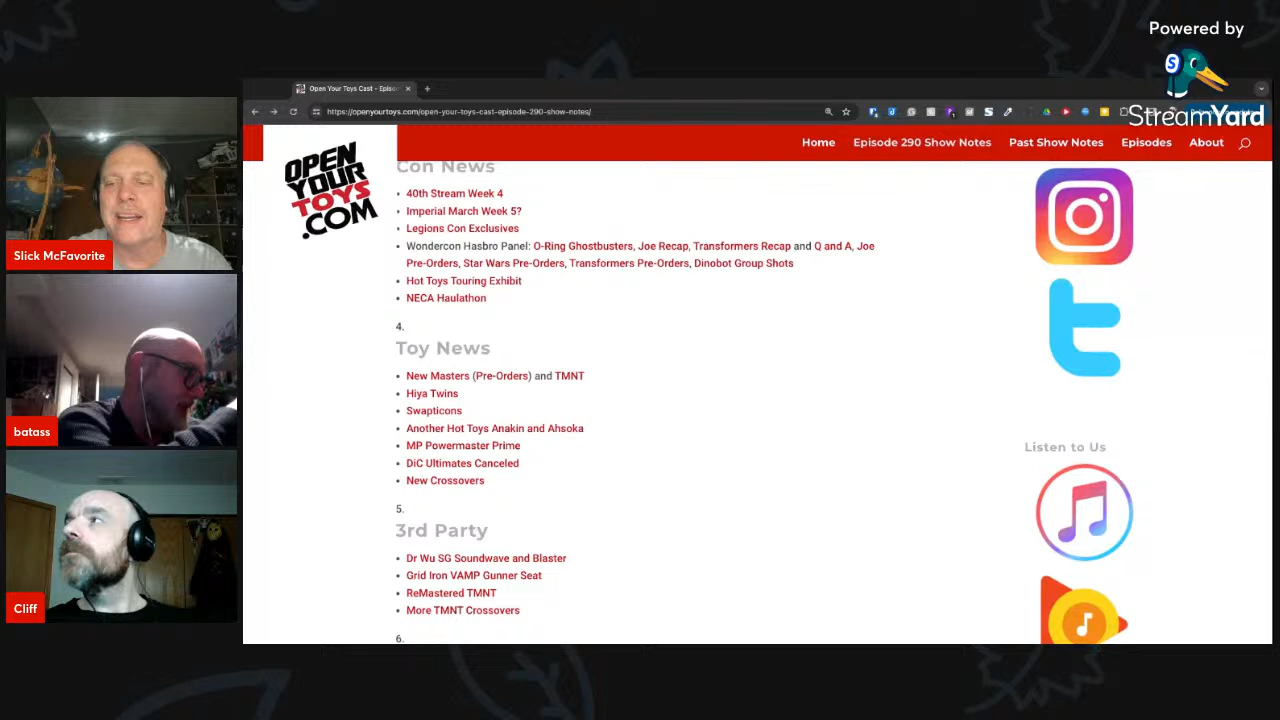 Powered by
StreamYard
Open Your Toys Cast - Episo
https://openyourtoys.com/open-your-toys-cast-episode-290-show-notes/
OPEN
YOUR
TOYS
.COM
Home
Episode 290 Show Notes
Past Show Notes
Episodes
About
Con News
40th Stream Week 4
Imperial March Week 5?
Legions Con Exclusives
Wondercon Hasbro Panel: O-Ring Ghostbusters, Joe Recap, Transformers Recap and Q and A, Joe
Pre-Orders, Star Wars Pre-Orders, Transformers Pre-Orders, Dinobot Group Shots
Hot Toys Touring Exhibit
NECA Haulathon
4.
Toy News
New Masters (Pre-Orders) and TMNT
Hiya Twins
Swapticons
Another Hot Toys Anakin and Ahsoka
MP Powermaster Prime
DiC Ultimates Canceled
New Crossovers
5.
3rd Party
Dr Wu SG Soundwave and Blaster
Grid Iron VAMP Gunner Seat
ReMastered TMNT
More TMNT Crossovers
6.
Listen to Us
Slick McFavorite
batass
Cliff